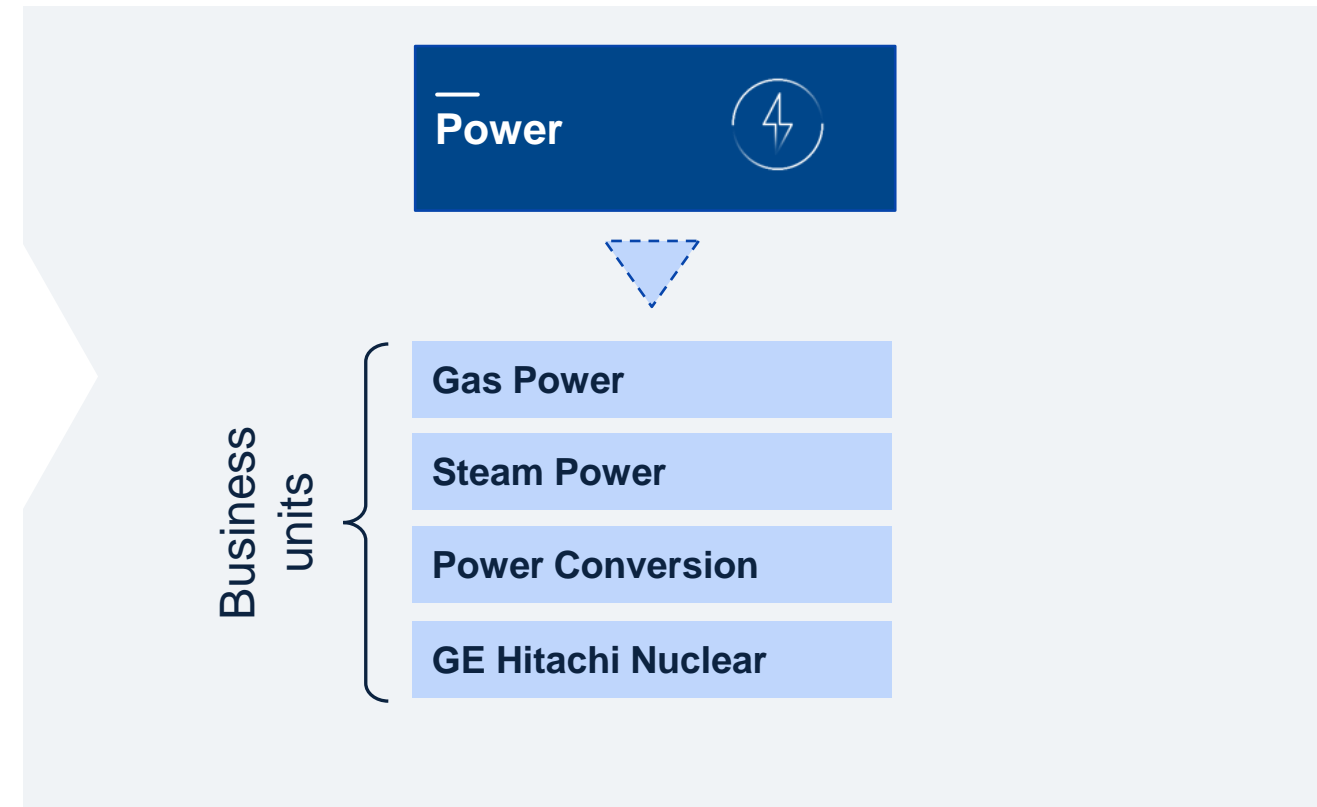 Power
Business
units
Gas Power
Steam Power
Power Conversion
GE Hitachi Nuclear